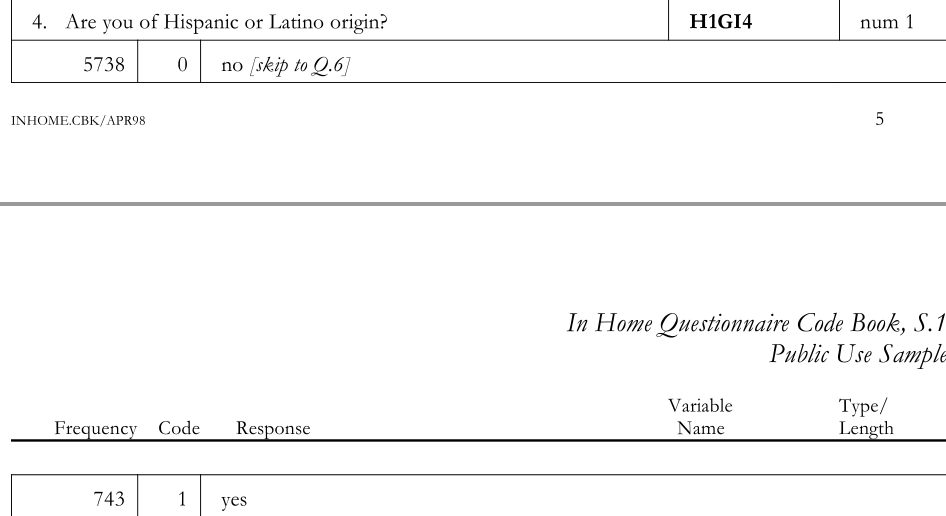 4. Are you of Hispanic or Latino origin? H1GI4 num 1
5738 0 no [skip to Q.6]
INHOME.CBK/APR98 5
In Home Questionnaire Code Book, S.1
Public Use Sample
Variable Type/
Frequency Code Response Name Length
743 1 yes